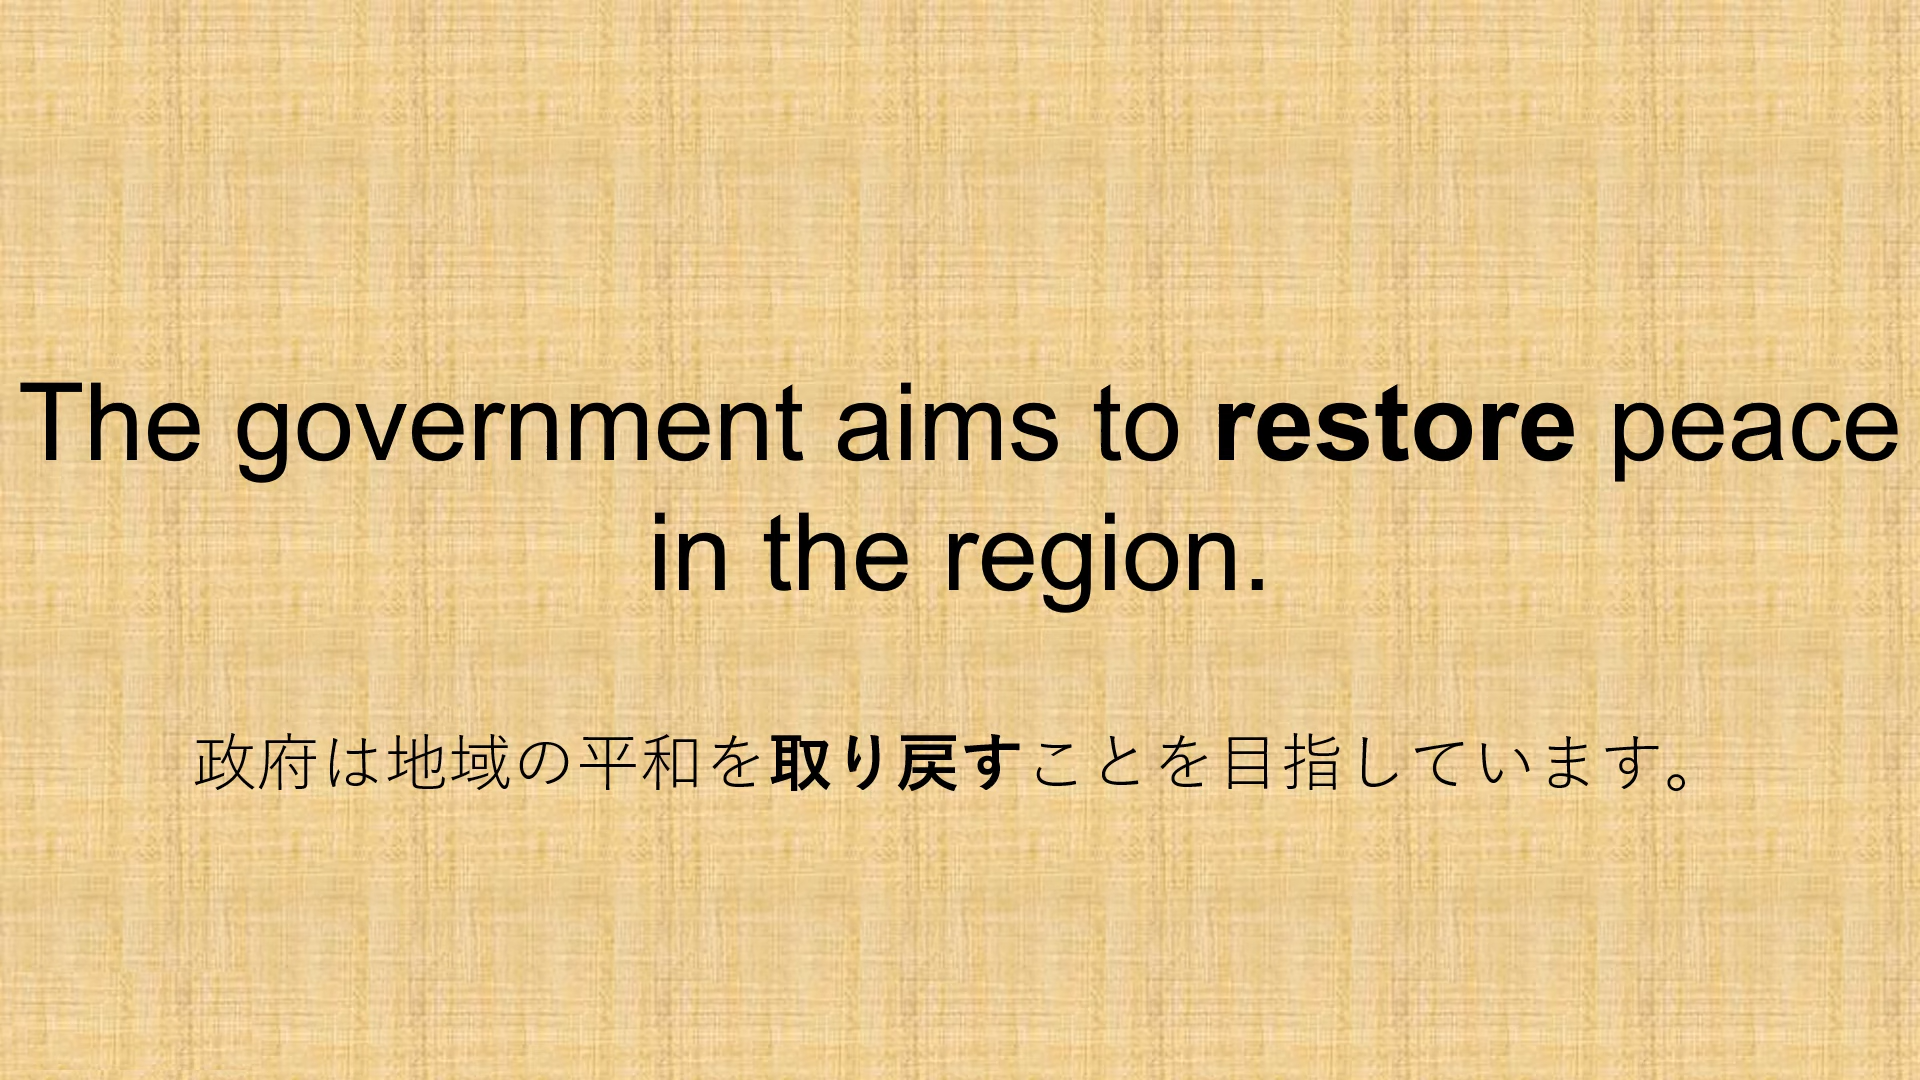 The government aims to restore peace
in the region.
政府は地域の平和を取り戻すことを目指しています。